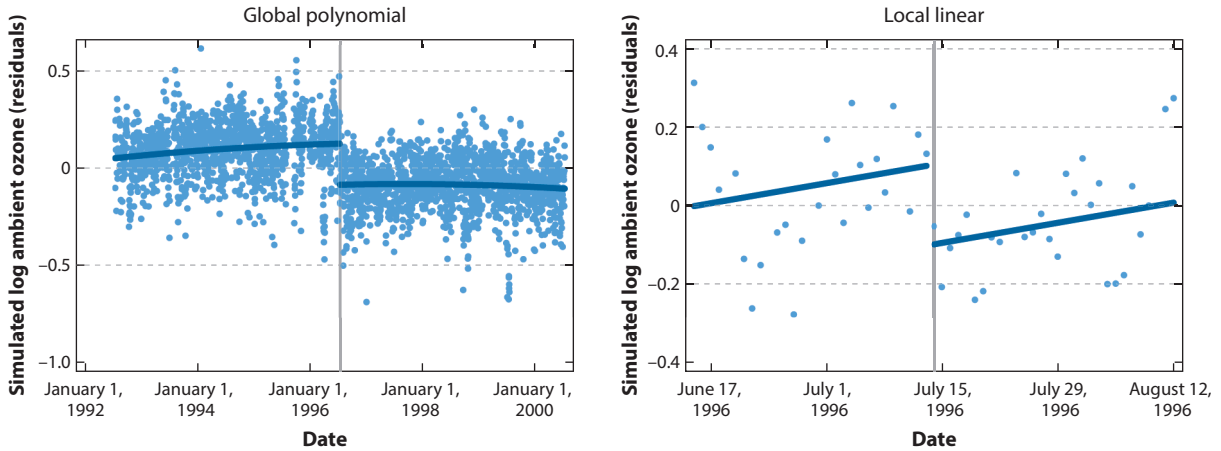 Global polynomial
Simulated log ambient ozone (residuals)
0.5
0
−0.5
−1.0
January 1,
1992
January 1,
1994
January 1,
1996
January 1,
1998
January 1,
2000
Date
Local linear
Simulated log ambient ozone (residuals)
0.4
0.2
0
−0.2
−0.4
June 17,
1996
July 1,
1996
July 15,
1996
July 29,
1996
August 12,
1996
Date